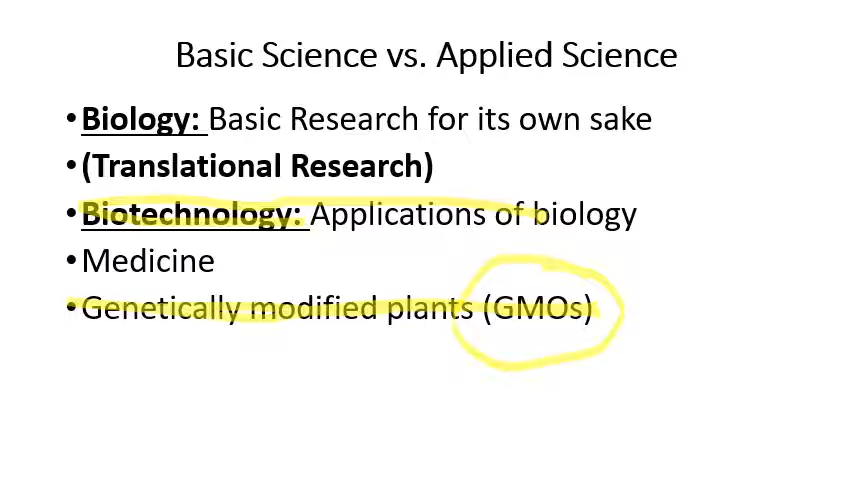 Basic Science vs. Applied Science
•Biology: Basic Research for its own sake
•(Translational Research)
•Biotechnology: Applications of biology
•Medicine
•Genetically modified plants (GMOs)